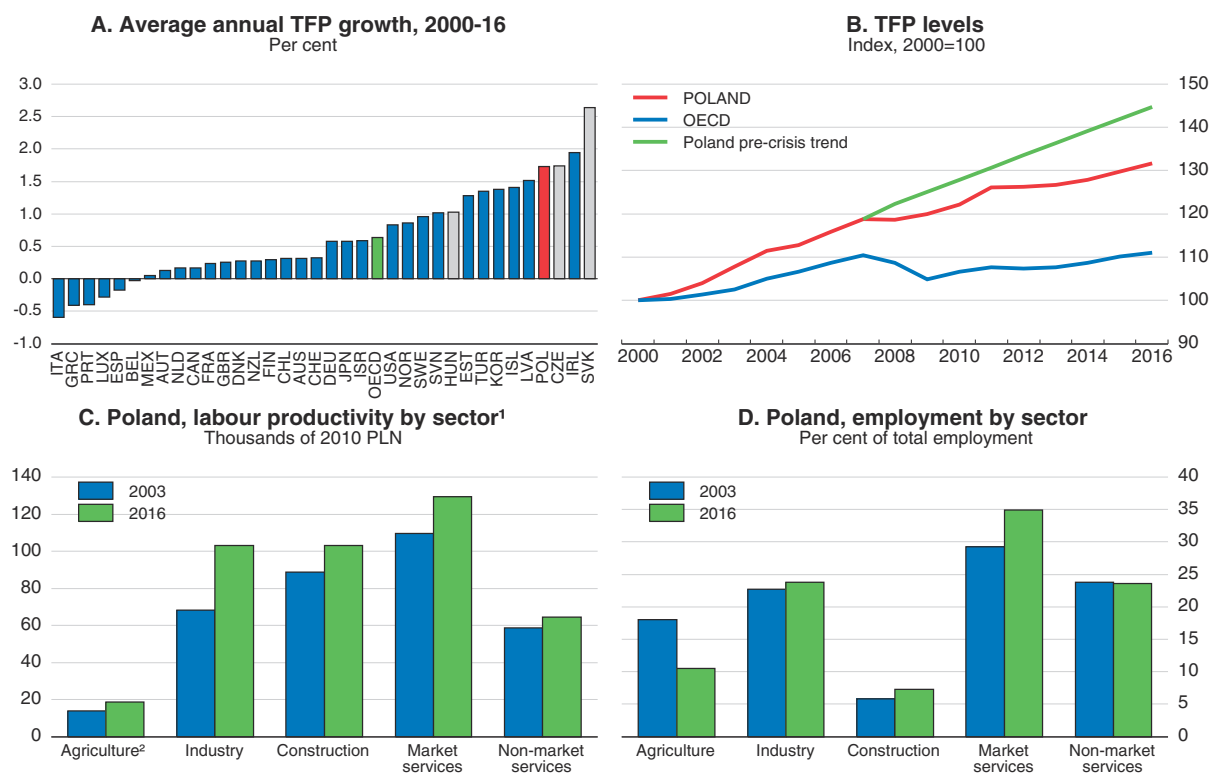 A. Average annual TFP growth, 2000-16
Per cent
3.0
2.5
2.0
1.5
1.0
0.5
0.0
-0.5
-1.0
ITA GRC PRT LUX ESP BEL MEX AUT NLD CAN FRA GBR DNK NZL FIN CHL AUS CHE DEU JPN ISR OECD USA NOR SWE SVN HUN EST TUR KOR ISL LVA POL CZE IRL SVK
B. TFP levels
Index, 2000=100
POLAND
OECD
Poland pre-crisis trend
150
140
130
120
110
100
90
2000 2002 2004 2006 2008 2010 2012 2014 2016
C. Poland, labour productivity by sector¹
Thousands of 2010 PLN
2003
2016
140
120
100
80
60
40
20
0
Agriculture² Industry Construction Market Non-market
services services
D. Poland, employment by sector
Per cent of total employment
2003
2016
40
35
30
25
20
15
10
5
0
Agriculture Industry Construction Market Non-market
services services